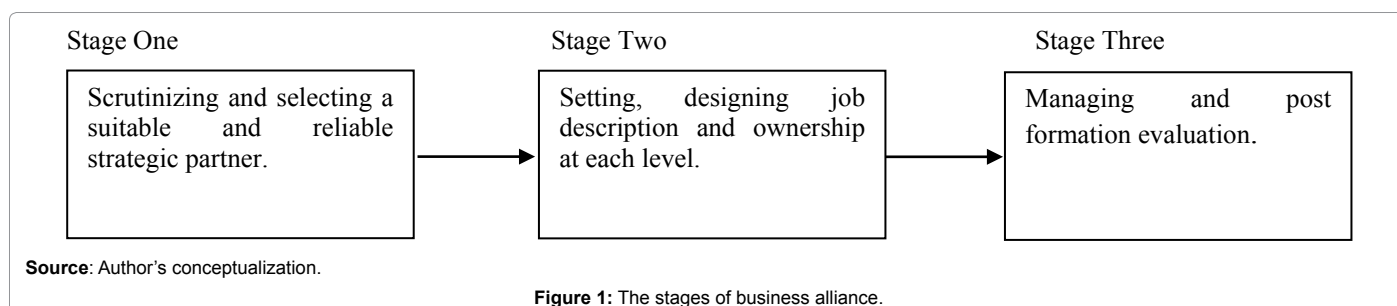 Stage One
Scrutinizing and selecting a
suitable and reliable
strategic partner.
Stage Two
Setting, designing job
description and ownership
at each level.
Stage Three
Managing and post
formation evaluation.
Source: Author's conceptualization.
Figure 1: The stages of business alliance.